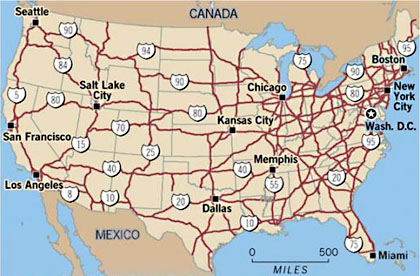 CANADA
Seattle
90
94
75
95
84
90
90
Boston
5
80
Salt Lake
City
80
Chicago
80
New
York
City
San Francisco
70
Kansas City
Wash. D.C.
15
25
95
40
40
Memphis
Los Angeles
8
10
20
55
20
Dallas
10
MEXICO
75
Miami
0
500
MILES